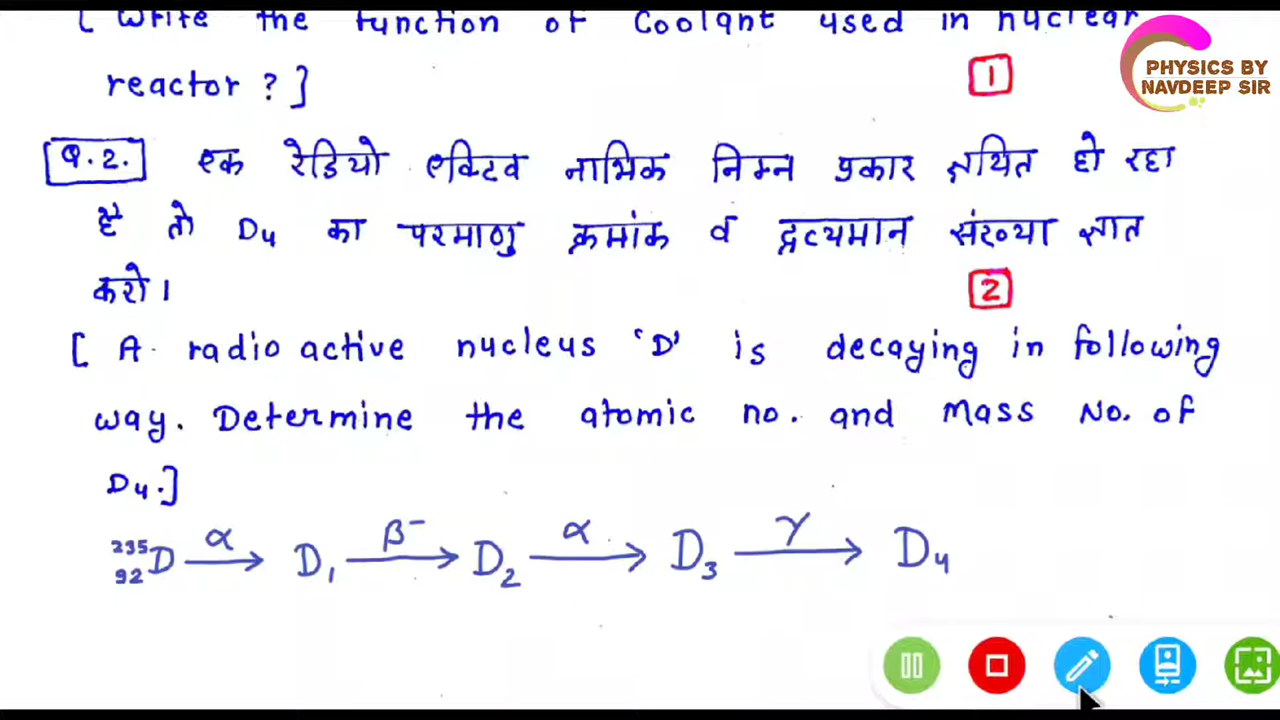 [ Write the function of Coolant used in nuclear
reactor ? ]
1
PHYSICS BY
NAVDEEP SIR
Q.2. एक रेडियो एक्टिव नाभिक निम्न प्रकार क्षयित हो रहा
है तो D4 का परमाणु क्रमांक व द्रव्यमान संख्या ज्ञात
करो।
2
[ A radio active nucleus 'D' is decaying in following
way. Determine the atomic no. and Mass No. of
D4.]
²³⁵₉₂D —α→ D₁ —β⁻→ D₂ —α→ D₃ —γ→ D₄